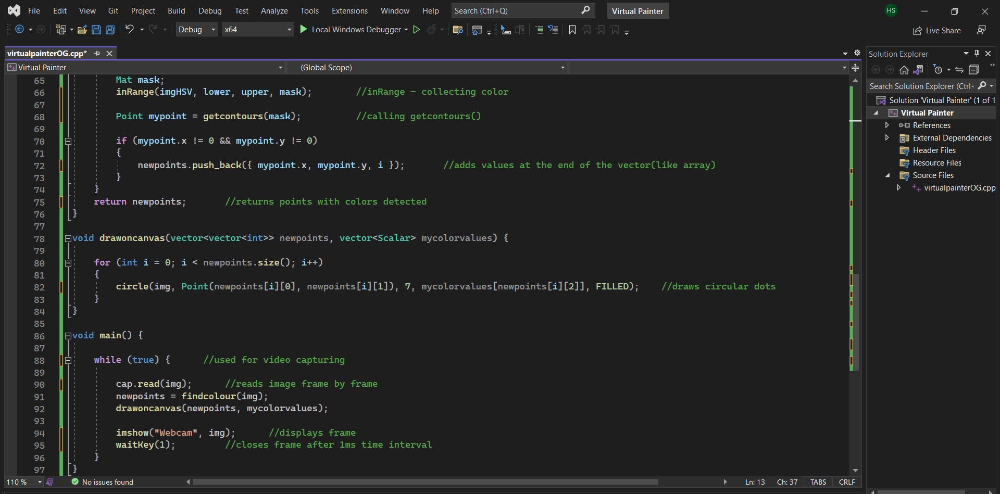 File Edit View Git Project Build Debug Test Analyze Tools Extensions Window Help Search (Ctrl+Q) Virtual Painter HS
Debug x64 Local Windows Debugger Live Share
virtualpainterOG.cpp*
Virtual Painter (Global Scope)
65 Mat mask;
66 inRange(imgHSV, lower, upper, mask); //inRange - collecting color
67
68 Point mypoint = getcontours(mask); //calling getcontours()
69
70 if (mypoint.x != 0 && mypoint.y != 0)
71 {
72 newpoints.push_back({ mypoint.x, mypoint.y, i }); //adds values at the end of the vector(like array)
73 }
74 }
75 return newpoints; //returns points with colors detected
76 }
77
78 void drawoncanvas(vector<vector<int>> newpoints, vector<Scalar> mycolorvalues) {
79
80 for (int i = 0; i < newpoints.size(); i++)
81 {
82 circle(img, Point(newpoints[i][0], newpoints[i][1]), 7, mycolorvalues[newpoints[i][2]], FILLED); //draws circular dots
83 }
84 }
85
86 void main() {
87
88 while (true) { //used for video capturing
89
90 cap.read(img); //reads image frame by frame
91 newpoints = findcolour(img);
92 drawoncanvas(newpoints, mycolorvalues);
93
94 imshow("Webcam", img); //displays frame
95 waitKey(1); //closes frame after 1ms time interval
96 }
97 }
110 % No issues found Ln: 13 Ch: 37 TABS CRLF
Solution Explorer
Search Solution Explorer (Ctrl+
Solution 'Virtual Painter' (1 of 1
Virtual Painter
References
External Dependencies
Header Files
Resource Files
Source Files
virtualpainterOG.cpp